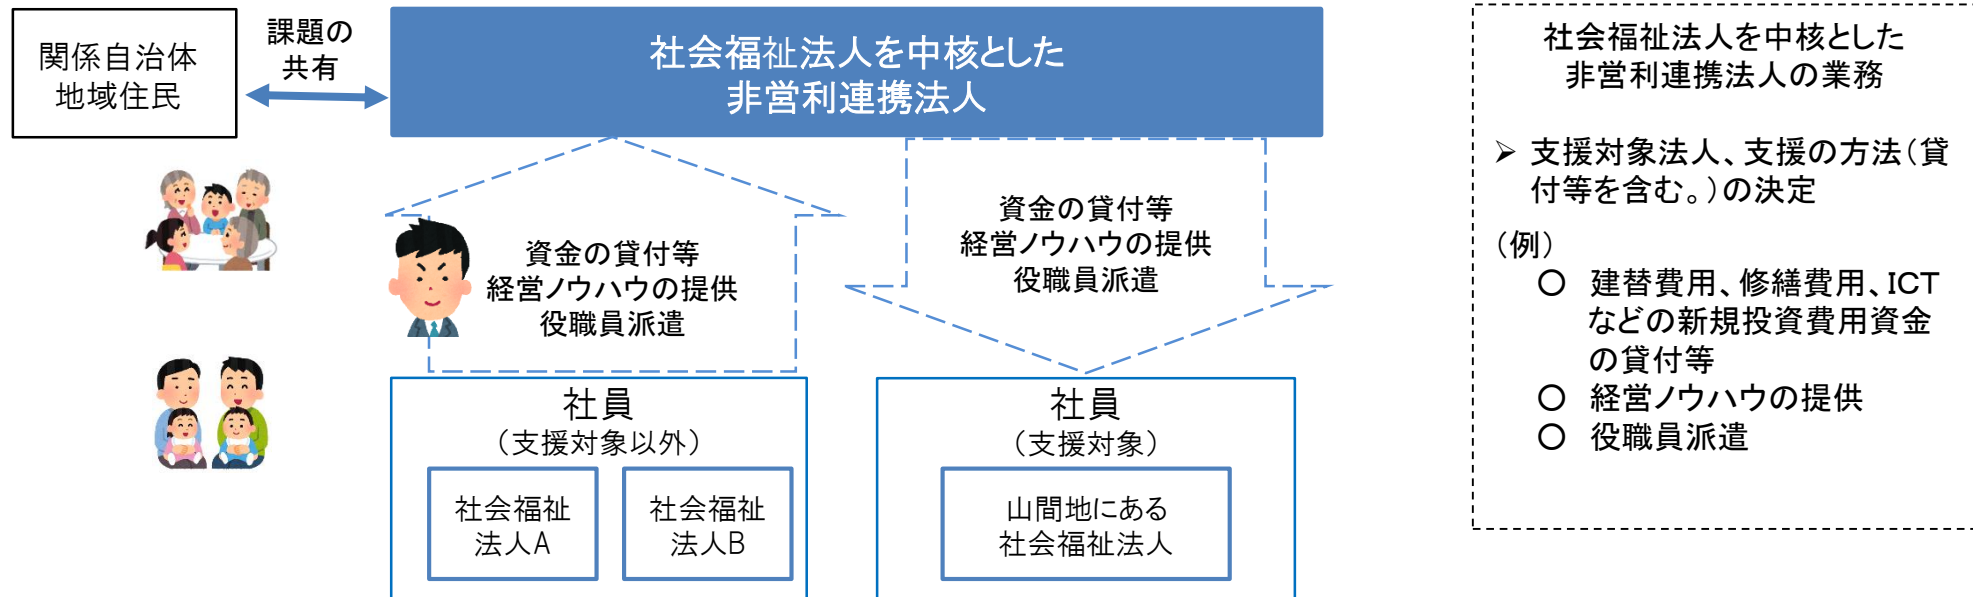 関係自治体
地域住民
課題の
共有
社会福祉法人を中核とした
非営利連携法人
資金の貸付等
経営ノウハウの提供
役職員派遣
資金の貸付等
経営ノウハウの提供
役職員派遣
社員
（支援対象以外）
社会福祉
法人A
社会福祉
法人B
社員
（支援対象）
山間地にある
社会福祉法人
社会福祉法人を中核とした
非営利連携法人の業務
➢ 支援対象法人、支援の方法（貸
付等を含む。）の決定
（例）
○ 建替費用、修繕費用、ICT
などの新規投資費用資金
の貸付等
○ 経営ノウハウの提供
○ 役職員派遣